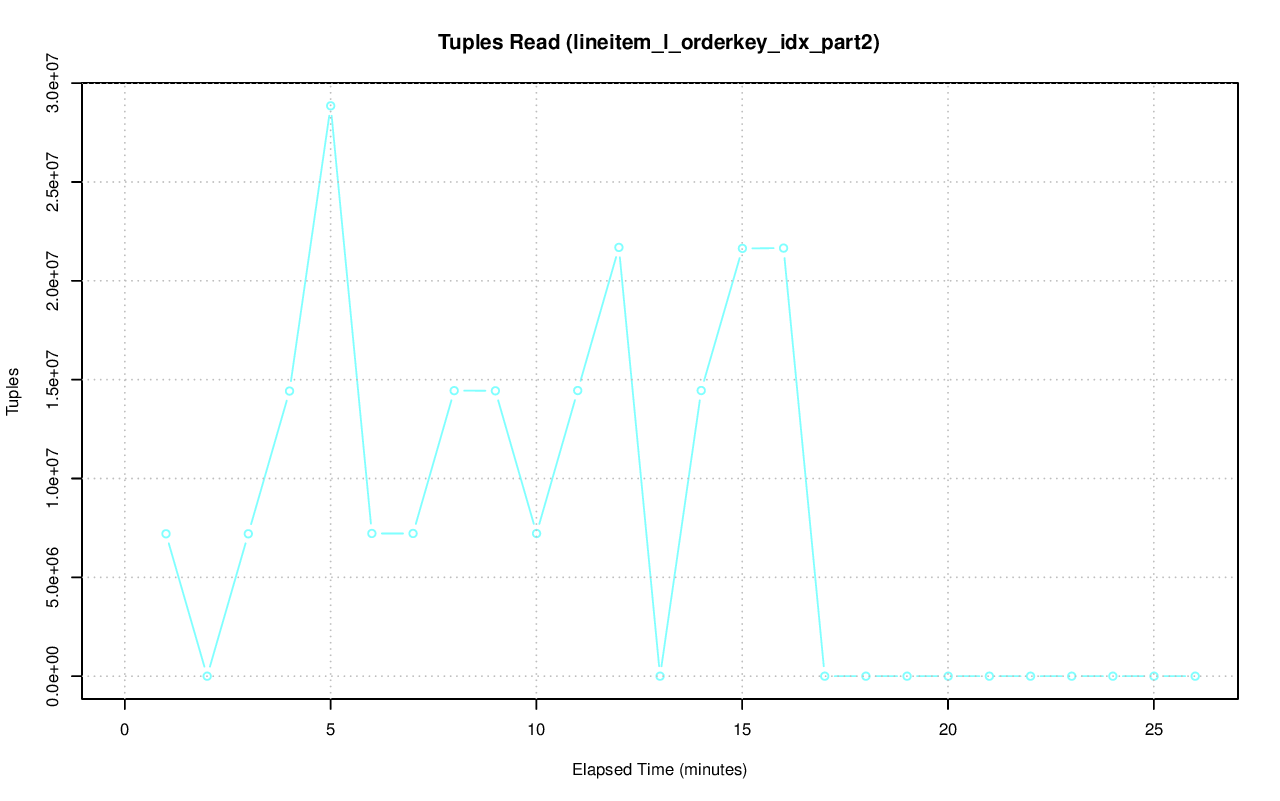 Tuples Read (lineitem_l_orderkey_idx_part2)
3.0e+07
2.5e+07
2.0e+07
1.5e+07
1.0e+07
5.0e+06
0.0e+00
Tuples
0 5 10 15 20 25
Elapsed Time (minutes)